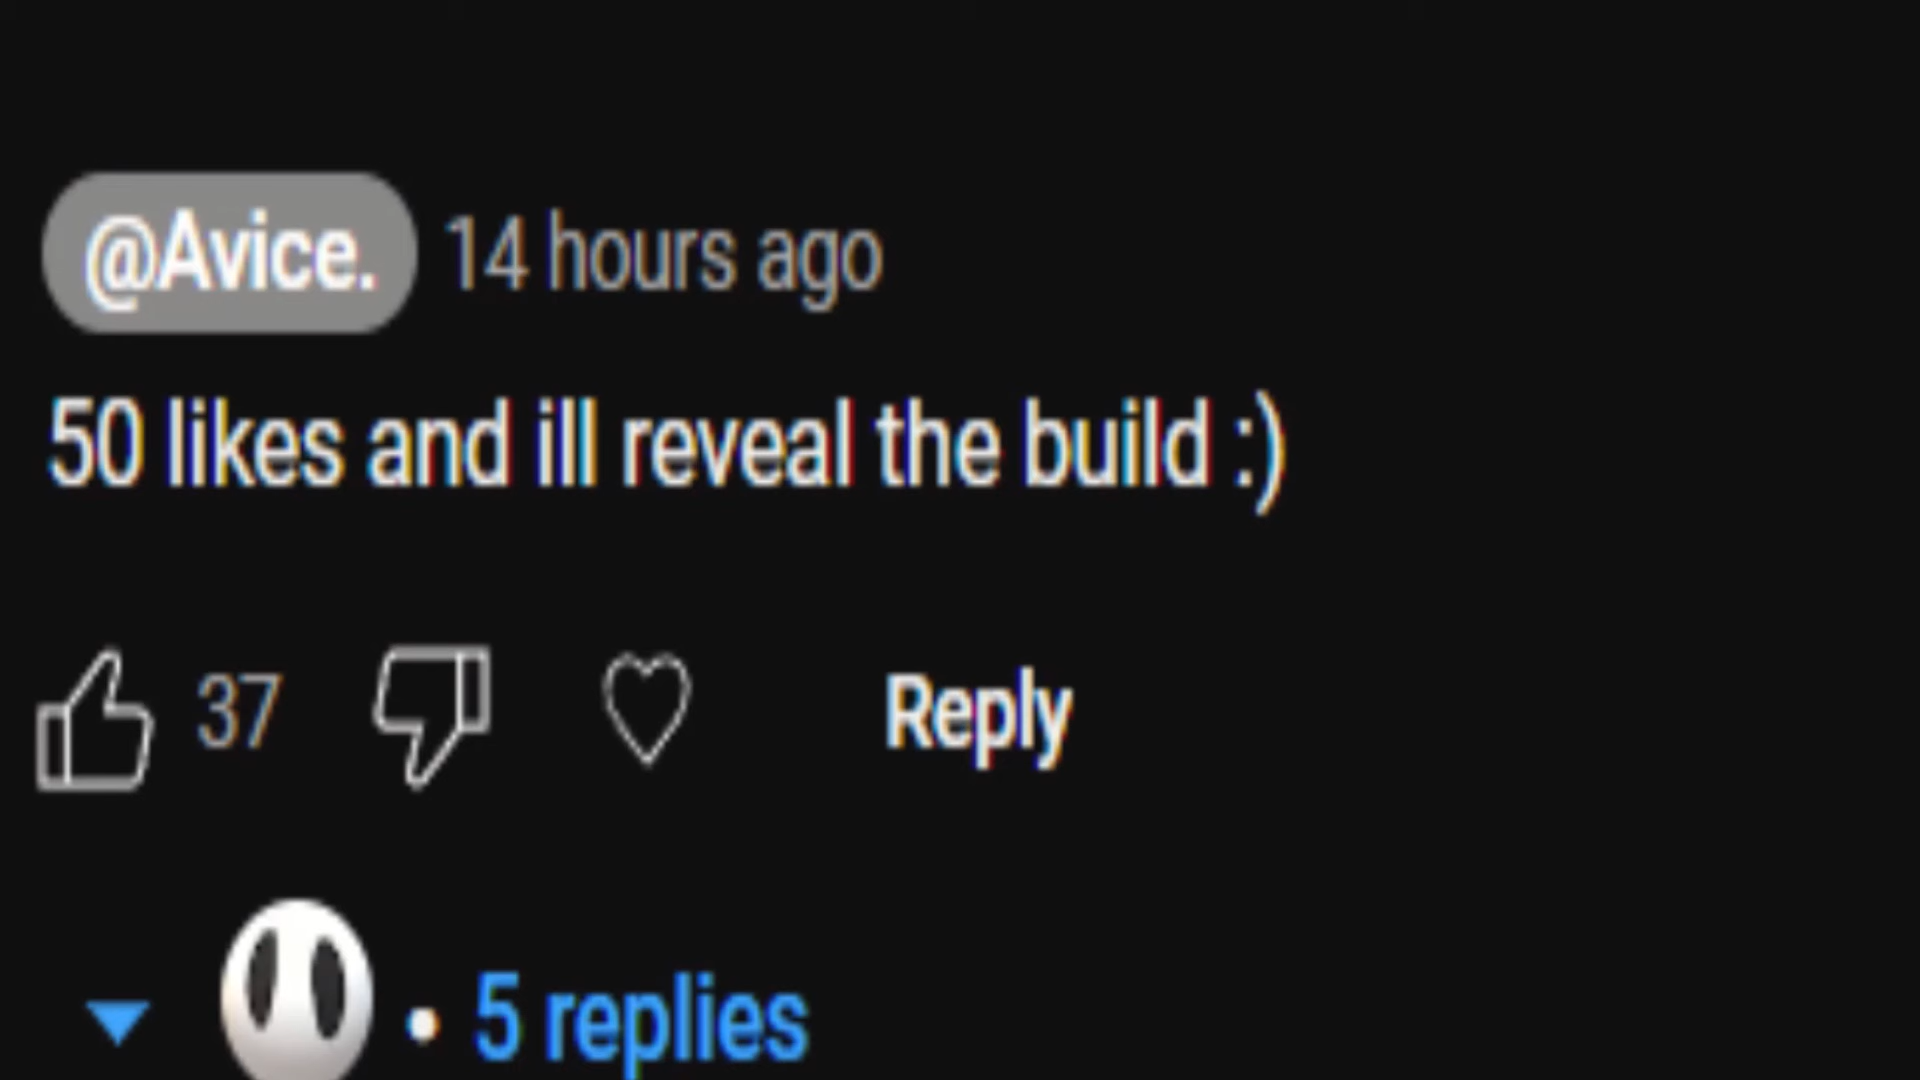 @Avice. 14 hours ago
50 likes and ill reveal the build :)
37 Reply
• 5 replies